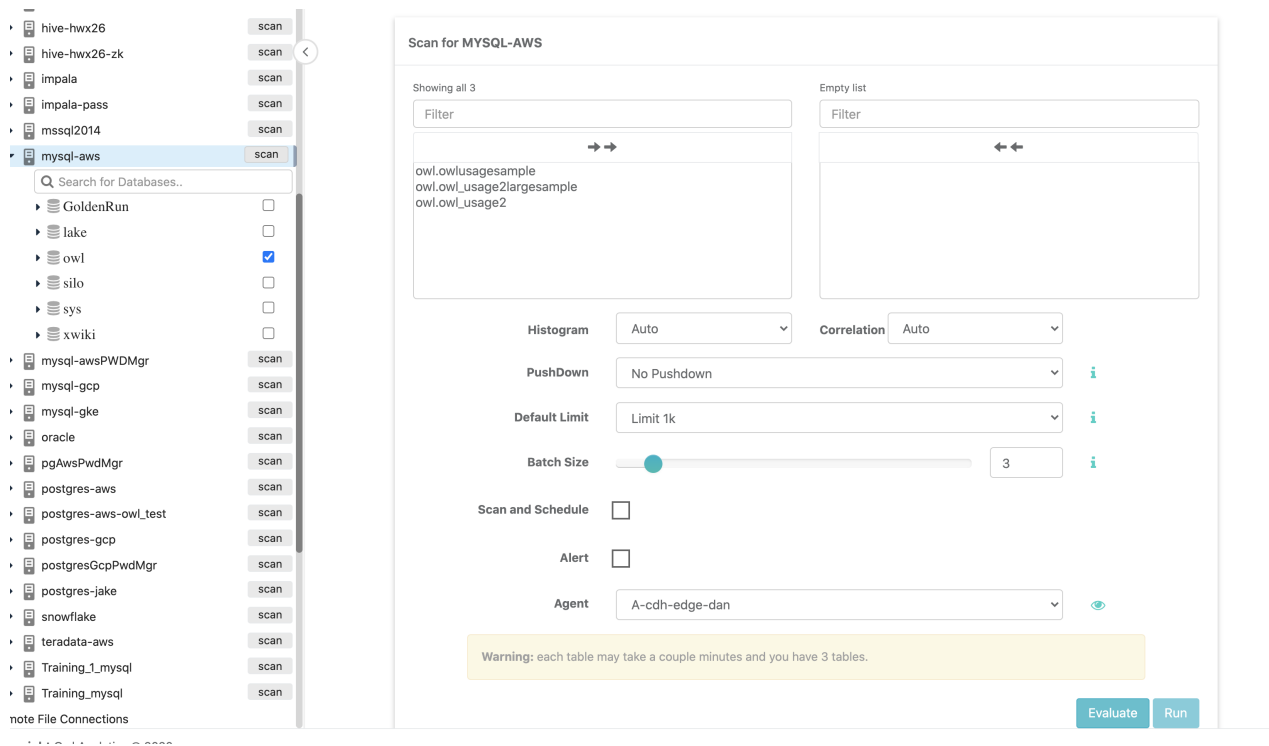 hive-hwx26 scan
hive-hwx26-zk scan
impala scan
impala-pass scan
mssql2014 scan
mysql-aws scan
Search for Databases..
GoldenRun
lake
owl
silo
sys
xwiki
mysql-awsPWDMgr scan
mysql-gcp scan
mysql-gke scan
oracle scan
pgAwsPwdMgr scan
postgres-aws scan
postgres-aws-owl_test scan
postgres-gcp scan
postgresGcpPwdMgr scan
postgres-jake scan
snowflake scan
teradata-aws scan
Training_1_mysql scan
Training_mysql scan
File Connections
Scan for MYSQL-AWS
Showing all 3
Filter
owl.owlusagesample
owl.owl_usage2largesample
owl.owl_usage2
Empty list
Filter
Histogram Auto Correlation Auto
PushDown No Pushdown
Default Limit Limit 1k
Batch Size 3
Scan and Schedule
Alert
Agent A-cdh-edge-dan
Warning: each table may take a couple minutes and you have 3 tables.
Evaluate Run